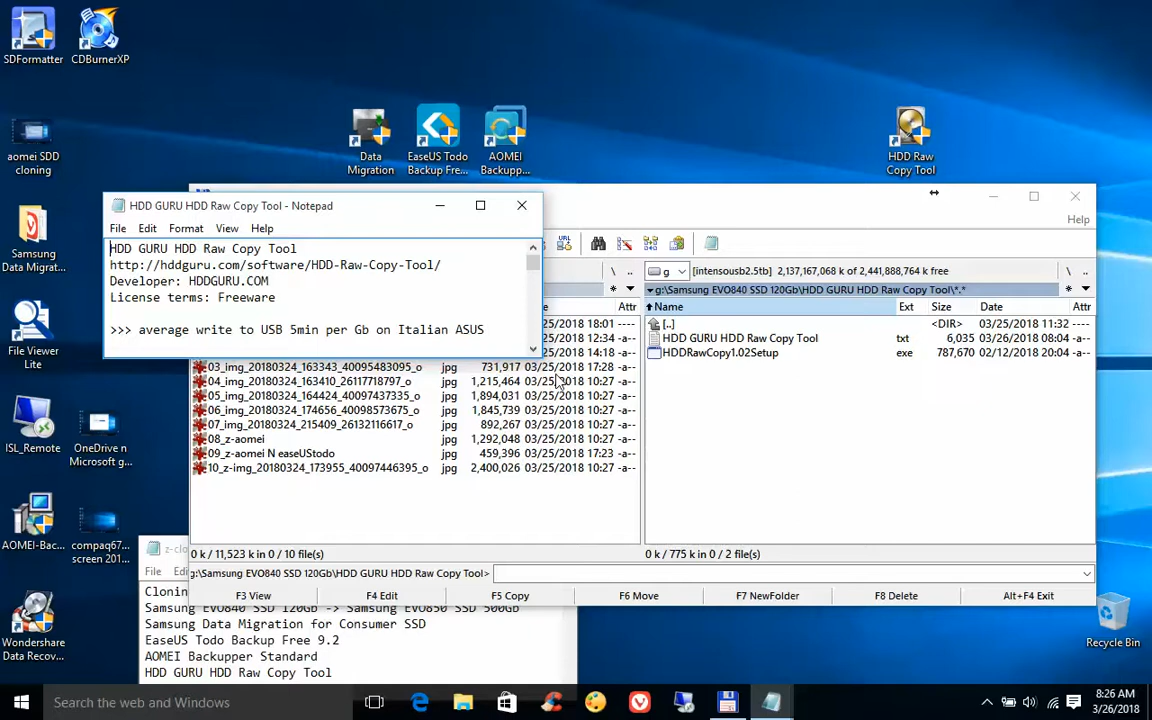 SDFormatter
CDBurnerXP
aomei SDD
cloning
Data
Migration
EaseUS Todo
Backup Fre...
AOMEI
Backupp...
HDD Raw
Copy Tool
Samsung
Data Migrat...
File Viewer
Lite
ISL_Remote
OneDrive n
Microsoft g...
AOMEI-Bac...
compaq67...
screen 201...
Wondershare
Data Recov...
Recycle Bin
HDD GURU HDD Raw Copy Tool - Notepad
File Edit Format View Help
HDD GURU HDD Raw Copy Tool
http://hddguru.com/software/HDD-Raw-Copy-Tool/
Developer: HDDGURU.COM
License terms: Freeware
>>> average write to USB 5min per Gb on Italian ASUS
Help
URL
g [intensousb2.5tb] 2,137,167,068 k of 2,441,888,764 k free \ ..
\ ..
* g:\Samsung EVO840 SSD 120Gb\HDD GURU HDD Raw Copy Tool\*.* *
Date Attr
03/25/2018 18:01 ----
03/25/2018 12:34 --a--
03/25/2018 14:18 -a--
03_img_20180324_163343_40095483095_o jpg 731,917 03/25/2018 17:28 -a--
04_img_20180324_163410_26117718797_o jpg 1,215,464 03/25/2018 10:27 -a--
05_img_20180324_164424_40097437335_o jpg 1,894,031 03/25/2018 10:27 -a--
06_img_20180324_174656_40098573675_o jpg 1,845,739 03/25/2018 10:27 -a--
07_img_20180324_215409_26132116617_o jpg 892,267 03/25/2018 10:27 -a--
08_z-aomei jpg 1,292,048 03/25/2018 10:27 -a--
09_z-aomei N easeUStodo jpg 459,396 03/25/2018 17:23 -a--
10_z-img_20180324_173955_40097446395_o jpg 2,400,026 03/25/2018 10:27 -a--
Name Ext Size Date Attr
[..] <DIR> 03/25/2018 11:32 ----
HDD GURU HDD Raw Copy Tool txt 6,035 03/26/2018 08:04 -a--
HDDRawCopy1.02Setup exe 787,670 02/12/2018 20:04 -a--
0 k / 11,523 k in 0 / 10 file(s)
0 k / 775 k in 0 / 2 file(s)
g:\Samsung EVO840 SSD 120Gb\HDD GURU HDD Raw Copy Tool>
F3 View F4 Edit F5 Copy F6 Move F7 NewFolder F8 Delete Alt+F4 Exit
z-clo
File Edi
Cloning
Samsung EVO840 SSD 120Gb -> Samsung EVO850 SSD 500Gb
Samsung Data Migration for Consumer SSD
EaseUS Todo Backup Free 9.2
AOMEI Backupper Standard
HDD GURU HDD Raw Copy Tool
Search the web and Windows
8:26 AM
3/26/2018